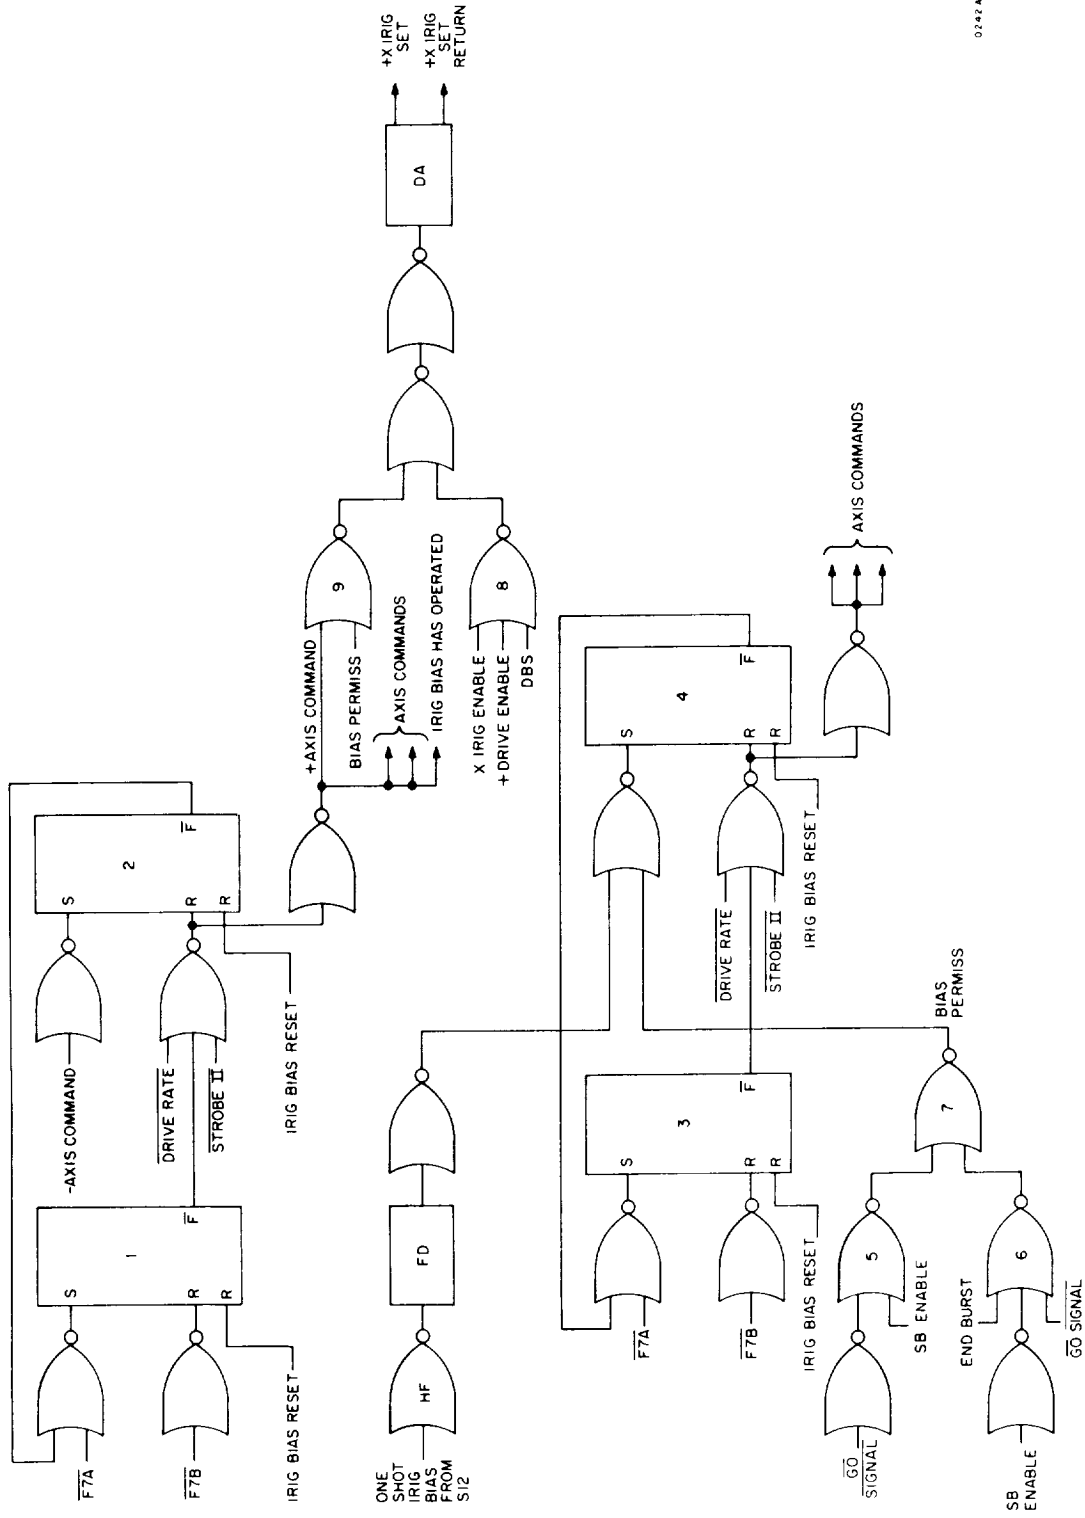 0242A
+X IRIG
SET
+X IRIG
SET
RETURN
DA
2
F
S
R
R
-AXIS COMMAND
DRIVE RATE
STROBE II
IRIG BIAS RESET
1
F
S
R
R
F7A
F7B
IRIG BIAS RESET
+AXIS COMMAND
BIAS PERMISS
9
AXIS COMMANDS
IRIG BIAS HAS OPERATED
X IRIG ENABLE
+DRIVE ENABLE
DBS
8
ONE
SHOT
IRIG
BIAS
FROM
S12
HF
FD
4
F
S
R
R
AXIS COMMANDS
DRIVE RATE
STROBE II
IRIG BIAS RESET
3
F
S
R
R
F7A
F7B
IRIG BIAS RESET
BIAS
PERMISS
7
5
SB ENABLE
GO
SIGNAL
END BURST
6
GO SIGNAL
SB
ENABLE